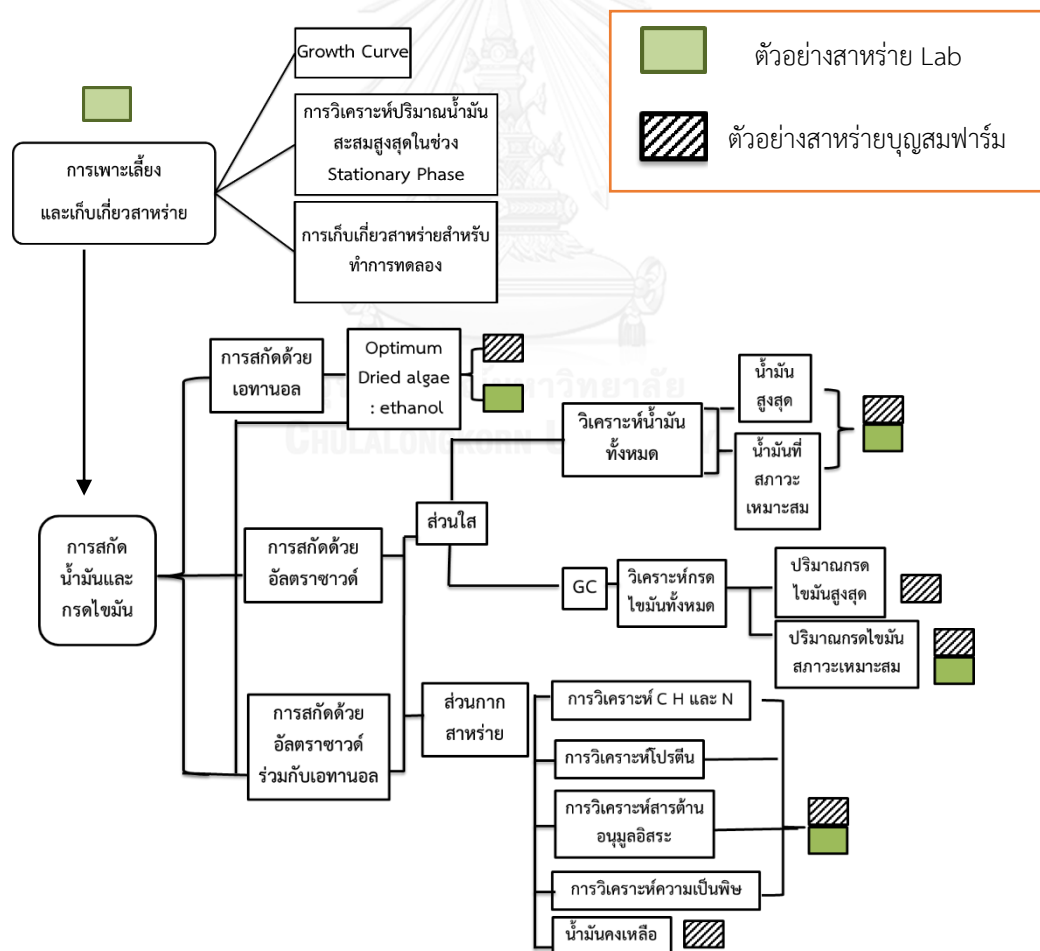 ตัวอย่างสาหร่าย Lab
ตัวอย่างสาหร่ายบุญสมฟาร์ม
การเพาะเลี้ยง
และเก็บเกี่ยวสาหร่าย
Growth Curve
การวิเคราะห์ปริมาณน้ำมัน
สะสมสูงสุดในช่วง
Stationary Phase
การเก็บเกี่ยวสาหร่ายสำหรับ
ทำการทดลอง
การสกัด
น้ำมันและ
กรดไขมัน
การสกัดด้วย
เอทานอล
Optimum
Dried algae
: ethanol
การสกัดด้วย
อัลตราซาวด์
การสกัดด้วย
อัลตราซาวด์
ร่วมกับเอทานอล
ส่วนใส
วิเคราะห์น้ำมัน
ทั้งหมด
น้ำมัน
สูงสุด
น้ำมันที่
สภาวะ
เหมาะสม
GC
วิเคราะห์กรด
ไขมันทั้งหมด
ปริมาณกรด
ไขมันสูงสุด
ปริมาณกรดไขมัน
สภาวะเหมาะสม
ส่วนกาก
สาหร่าย
การวิเคราะห์ C H และ N
การวิเคราะห์โปรตีน
การวิเคราะห์สารต้าน
อนุมูลอิสระ
การวิเคราะห์ความเป็นพิษ
น้ำมันคงเหลือ
CHULALONGKORN